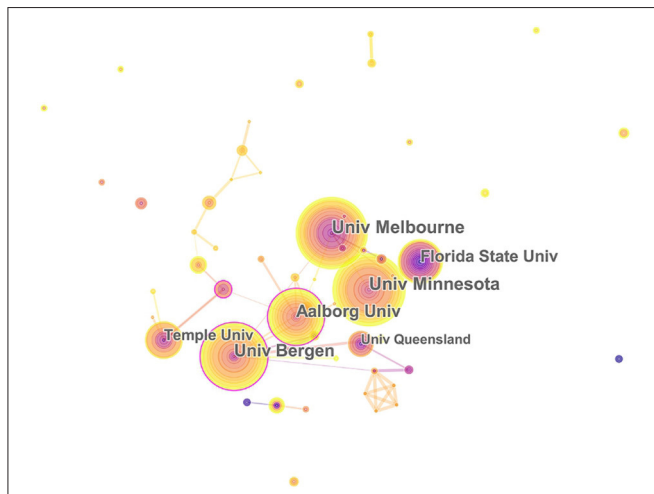 Univ Melbourne
Florida State Univ
Univ Minnesota
Aalborg Univ
Temple Univ
Univ Queensland
Univ Bergen